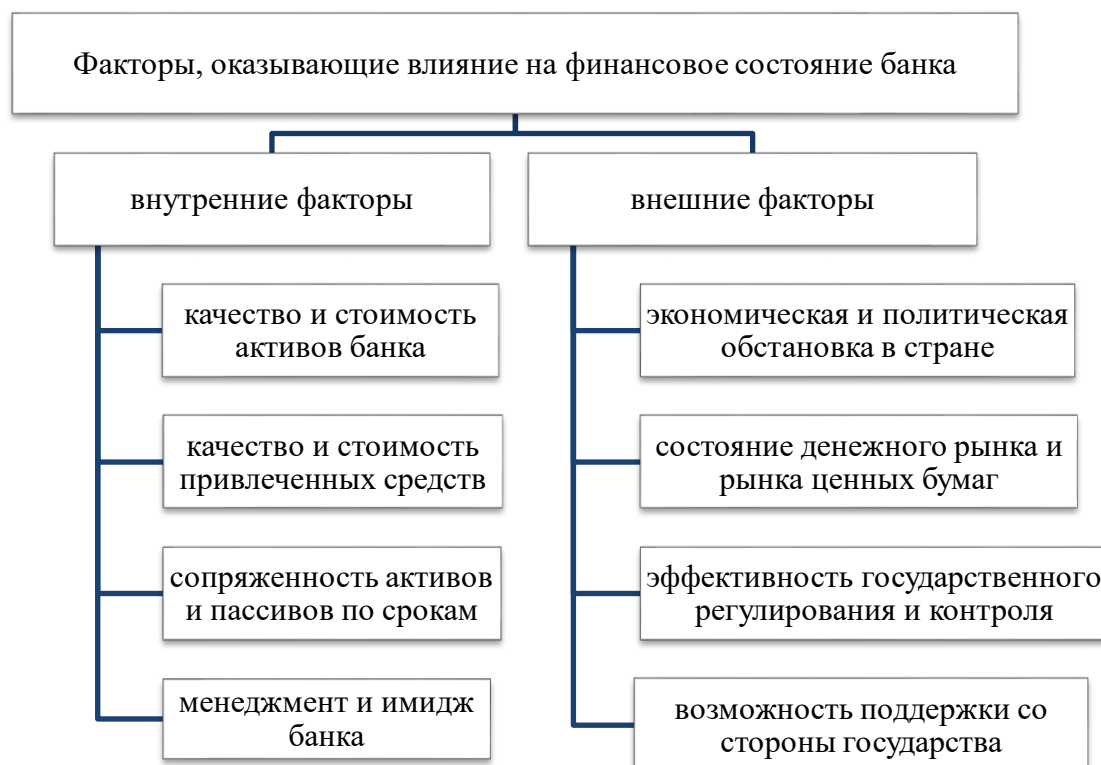 Факторы, оказывающие влияние на финансовое состояние банка
внутренние факторы
качество и стоимость
активов банка
качество и стоимость
привлеченных средств
сопряженность активов
и пассивов по срокам
менеджмент и имидж
банка
внешние факторы
экономическая и политическая
обстановка в стране
состояние денежного рынка и
рынка ценных бумаг
эффективность государственного
регулирования и контроля
возможность поддержки со
стороны государства